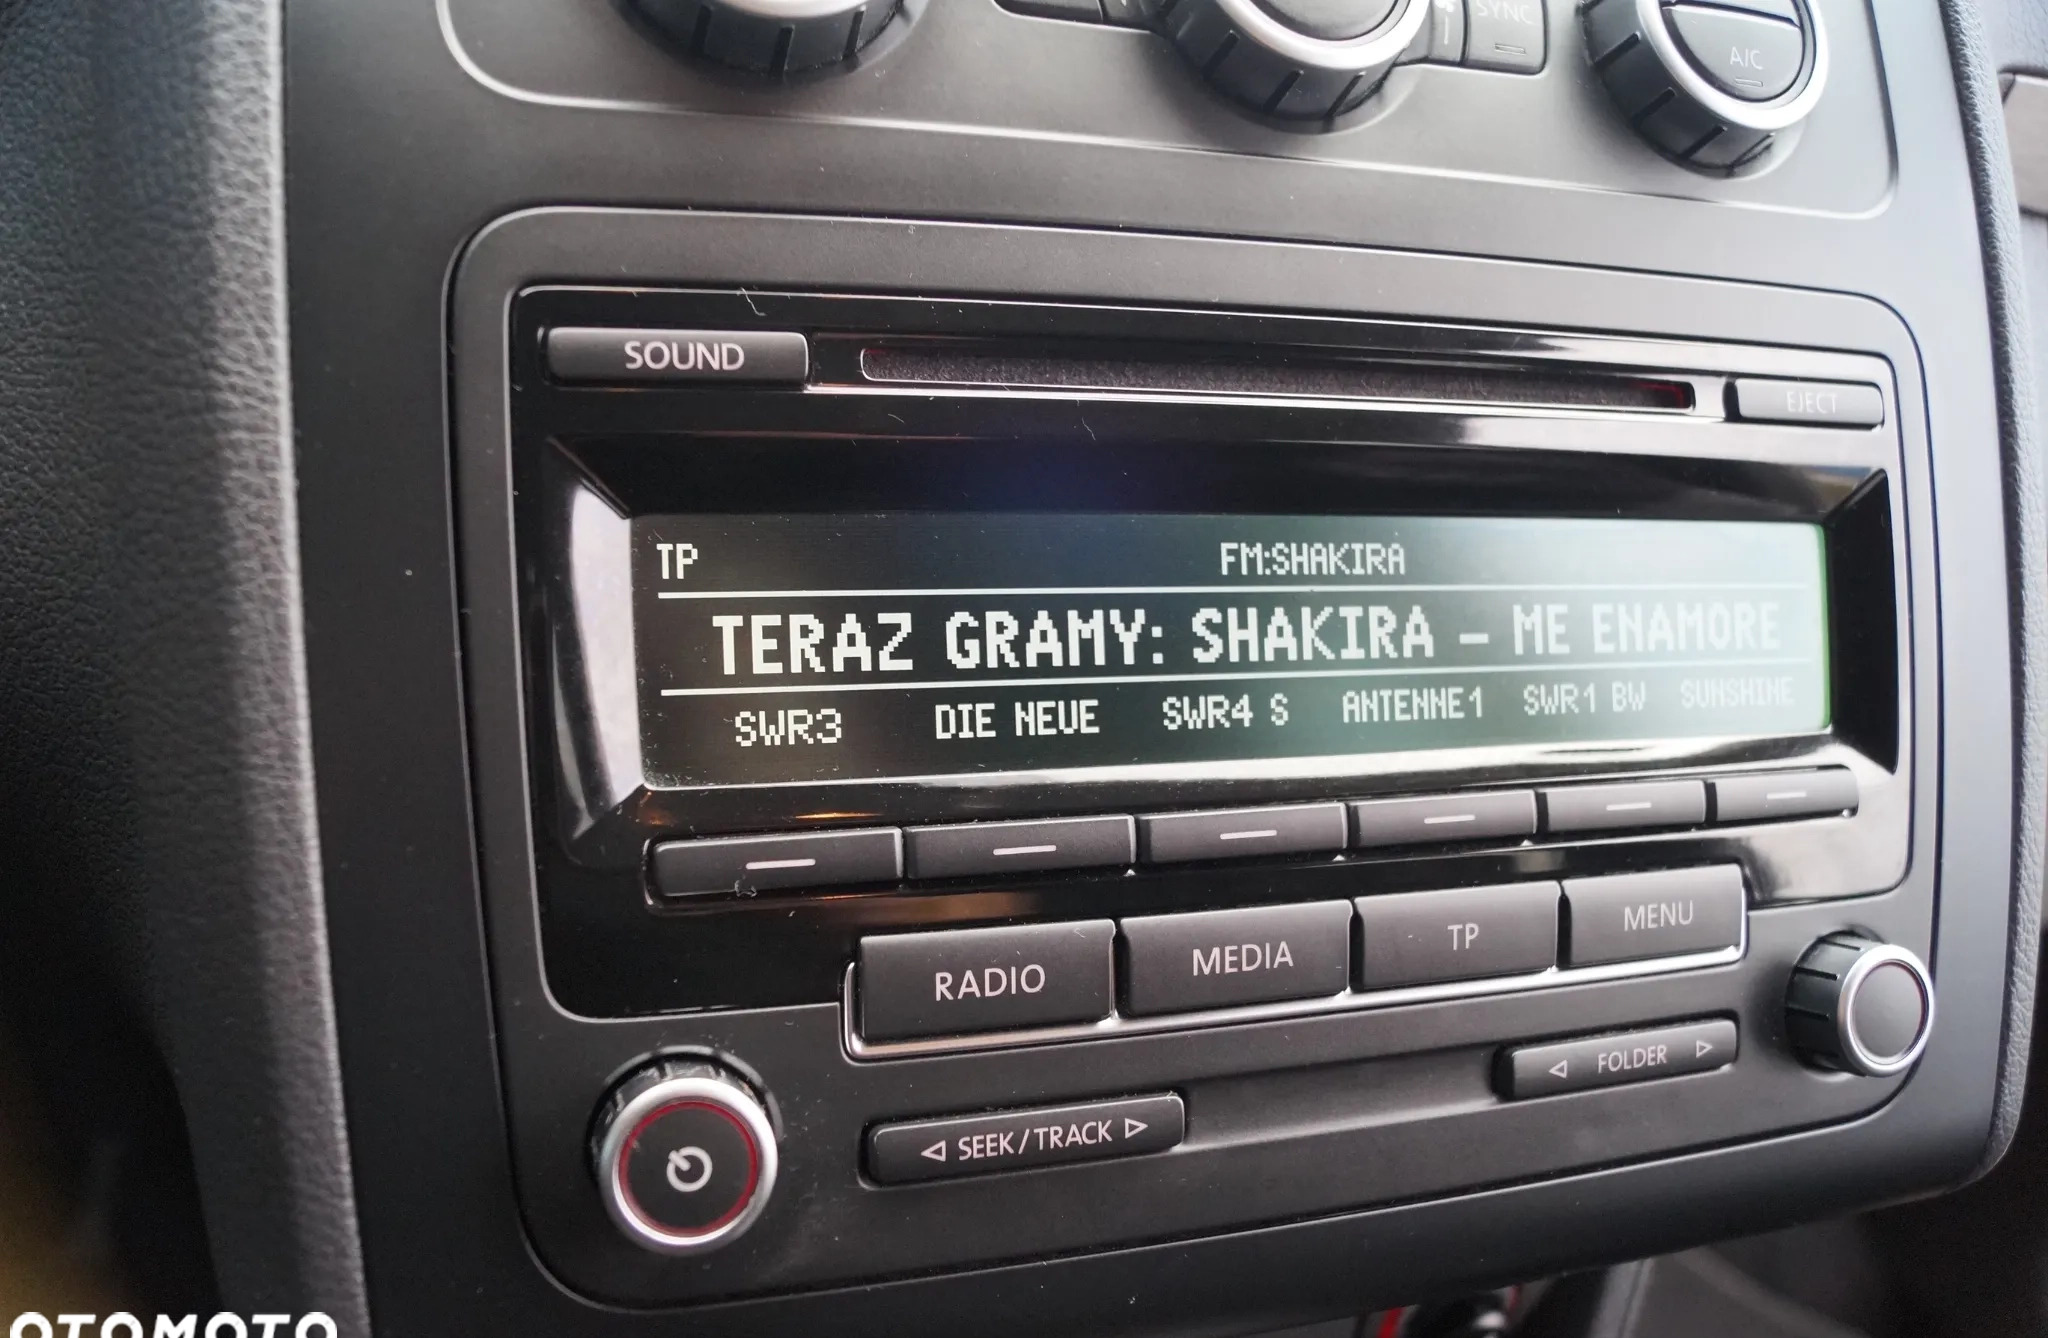 SYNC
A/C
SOUND
EJECT
TP FM:SHAKIRA
TERAZ GRAMY: SHAKIRA - ME ENAMORE
SWR3 DIE NEUE SWR4 S ANTENNE1 SWR1 BW SUNSHINE
RADIO MEDIA TP MENU
FOLDER
SEEK/TRACK
OTOMOTO